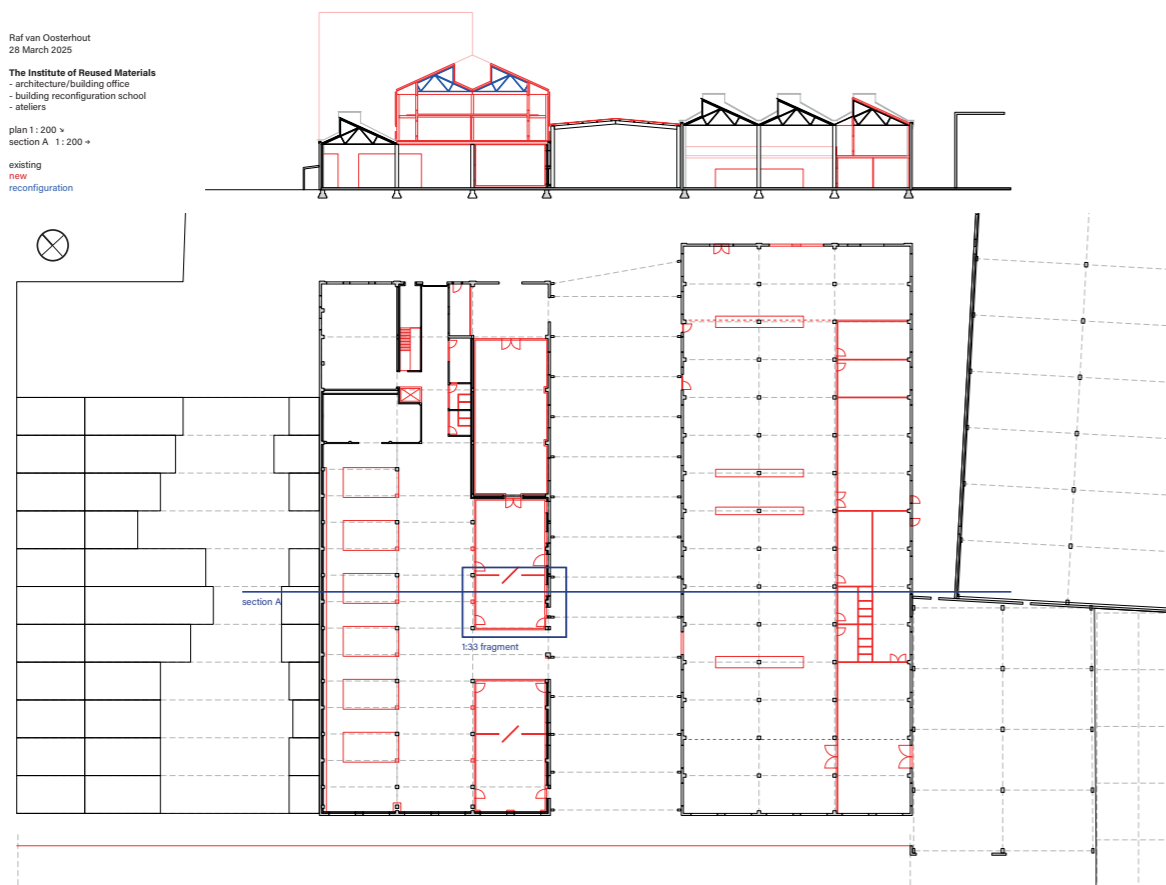 Raf van Oosterhout
28 March 2025
The Institute of Reused Materials
- architecture/building office
- building reconfiguration school
- ateliers
plan 1 : 200 ↘
section A 1 : 200 →
existing
new
reconfiguration
section A
1:33 fragment